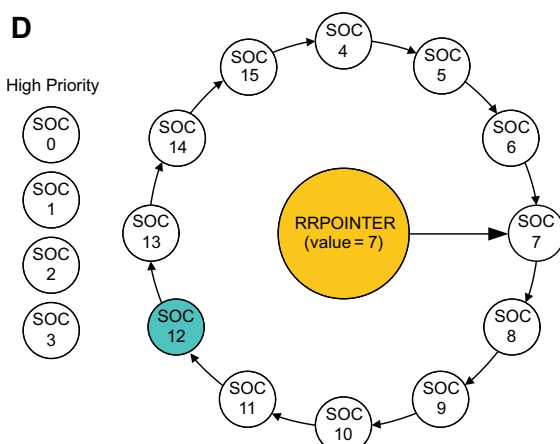 D
High Priority
SOC
0
SOC
1
SOC
2
SOC
3
SOC
4
SOC
5
SOC
6
SOC
7
SOC
8
SOC
9
SOC
10
SOC
11
SOC
12
SOC
13
SOC
14
SOC
15
RRPOINTER
(value = 7)